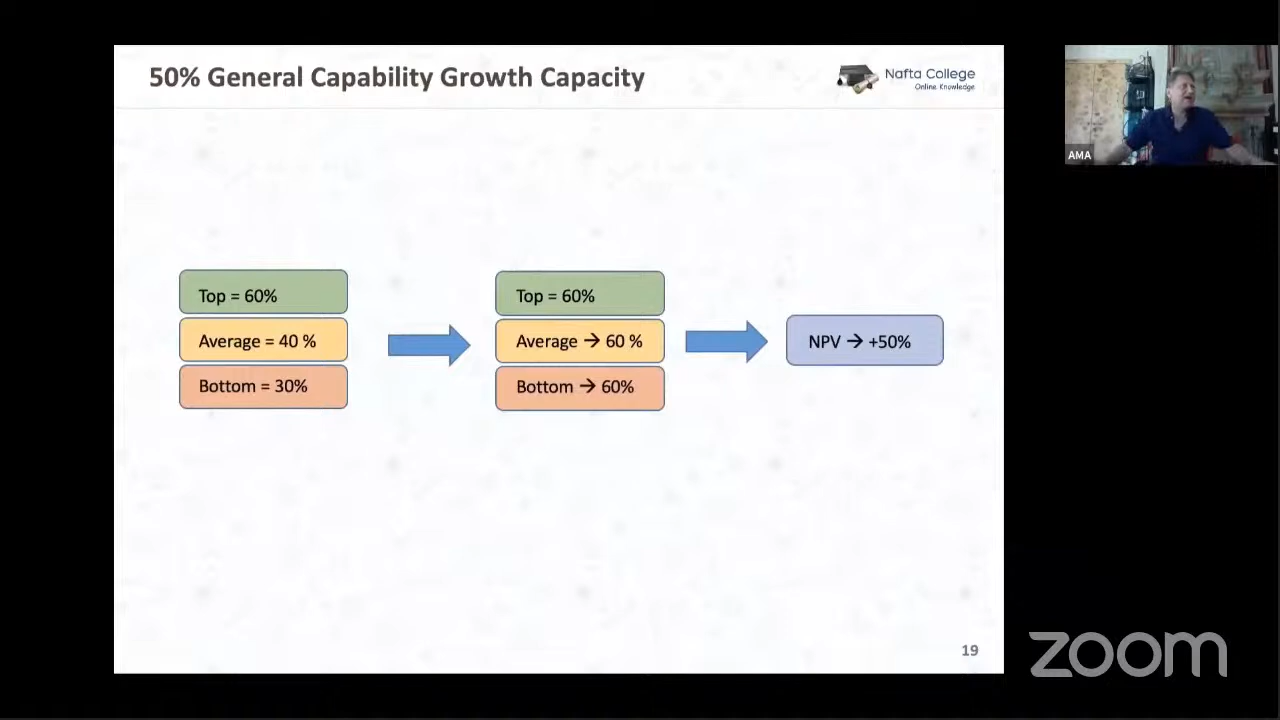 50% General Capability Growth Capacity
Nafta College
Online Knowledge
AMA
Top = 60%
Average = 40 %
Bottom = 30%
Top = 60%
Average → 60 %
Bottom → 60%
NPV → +50%
19
zoom